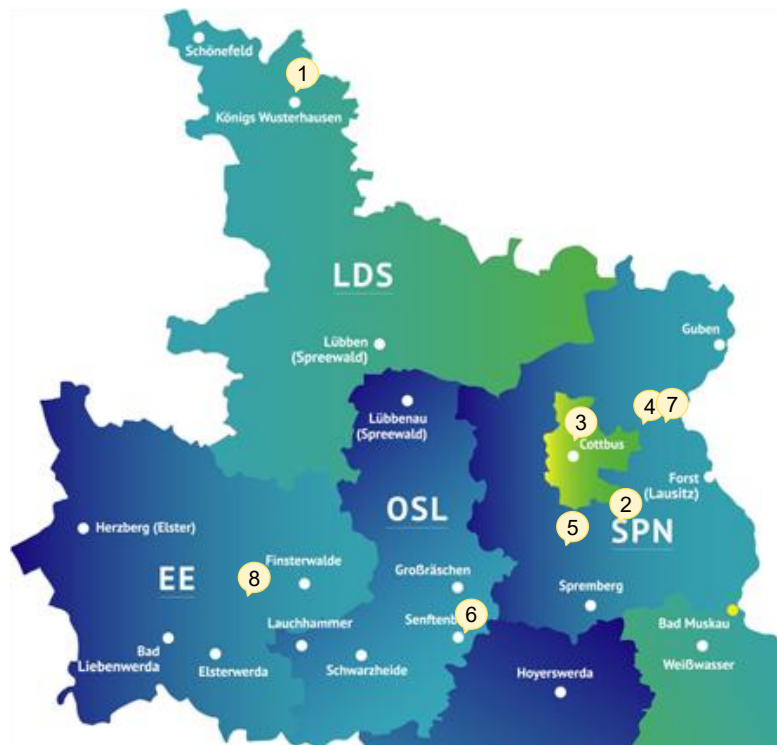 Schönefeld
1
Königs Wusterhausen
LDS
Lübben
(Spreewald)
Guben
Lübbenau
(Spreewald)
4
7
3
Cottbus
Forst
(Lausitz)
2
5
OSL
SPN
Herzberg (Elster)
EE
Finsterwalde
8
Großräschen
Spremberg
6
Senftenb
Lauchhammer
Bad
Liebenwerda
Elsterwerda
Schwarzheide
Bad Muskau
Weißwasser
Hoyerswerda